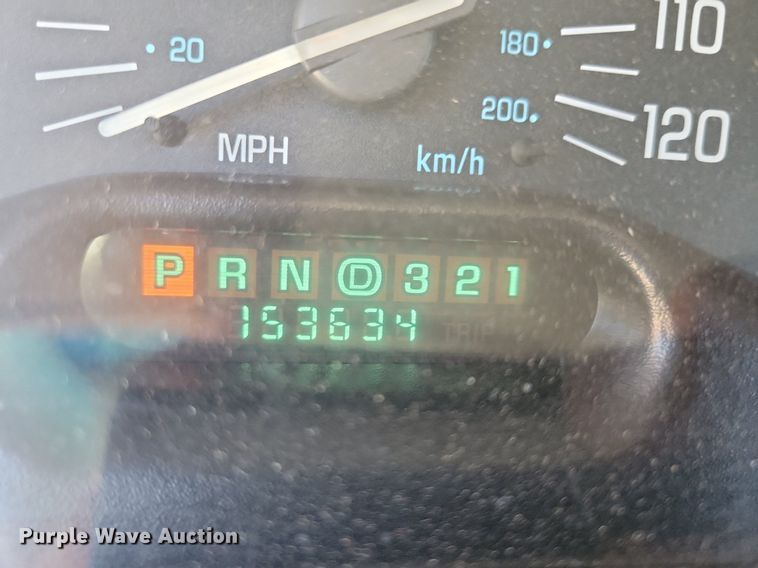 110
20 180
200 120
MPH km/h
P R N D 3 2 1
153634 TRIP
Purple Wave Auction